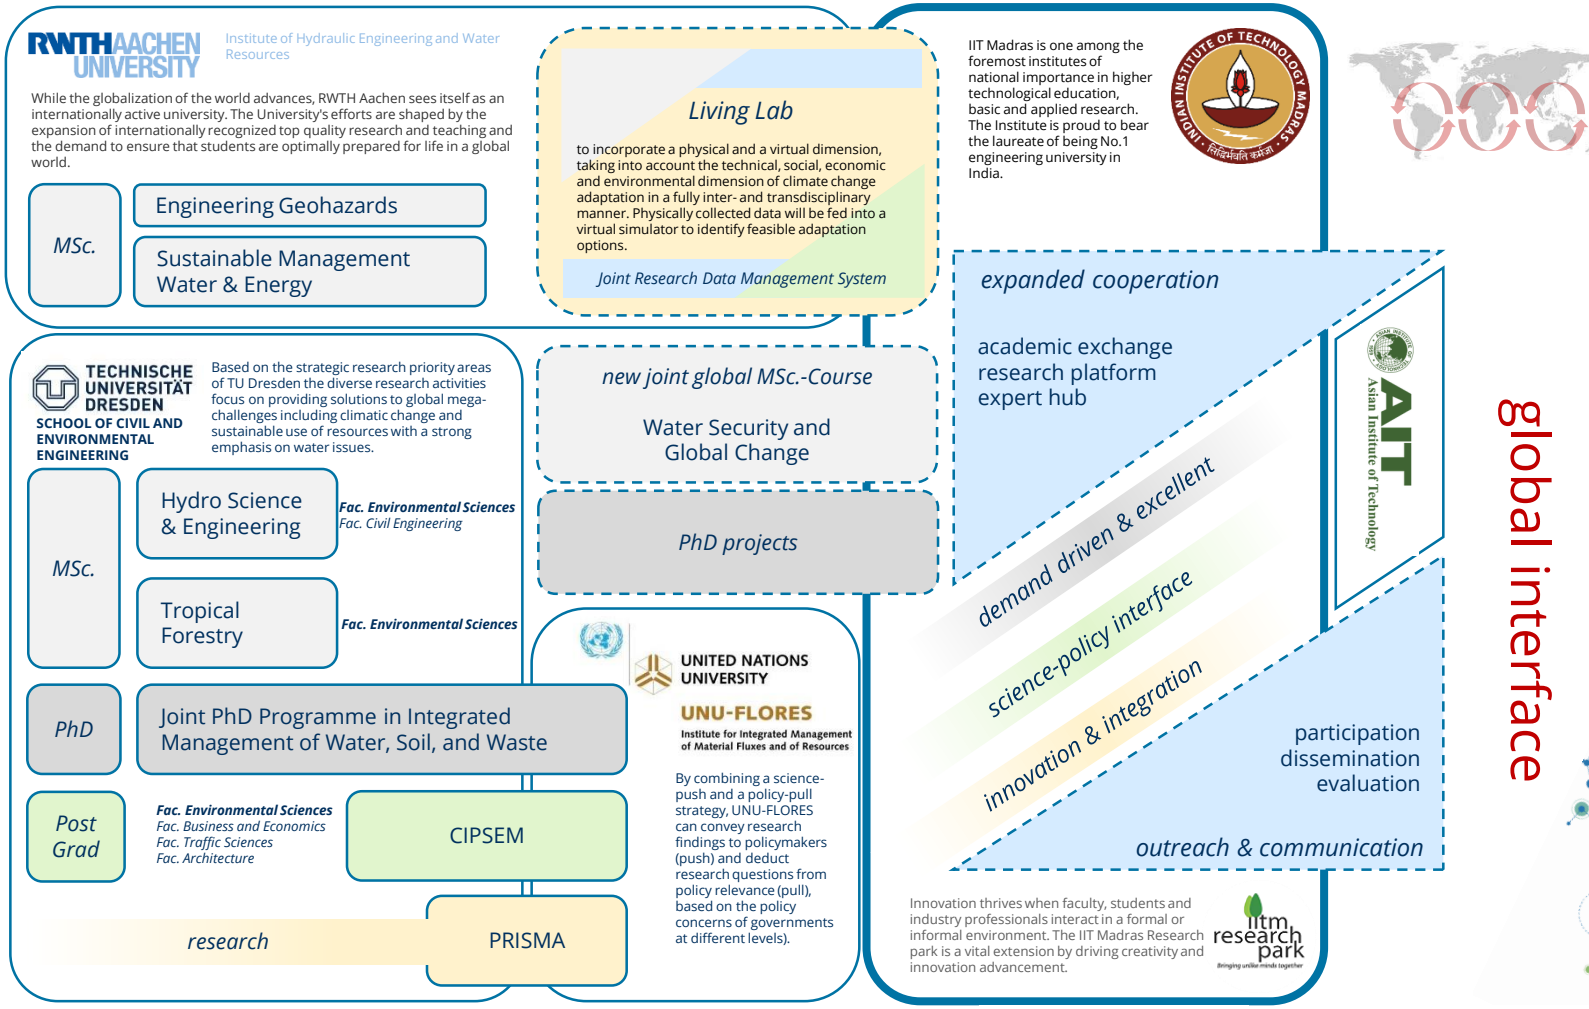 RWTHAACHEN
UNIVERSITY
Institute of Hydraulic Engineering and Water
Resources
While the globalization of the world advances, RWTH Aachen sees itself as an
internationally active university. The University's efforts are shaped by the
expansion of internationally recognized top quality research and teaching and
the demand to ensure that students are optimally prepared for life in a global
world.
MSc.
Engineering Geohazards
Sustainable Management
Water & Energy
Living Lab
to incorporate a physical and a virtual dimension,
taking into account the technical, social, economic
and environmental dimension of climate change
adaptation in a fully inter- and transdisciplinary
manner. Physically collected data will be fed into a
virtual simulator to identify feasible adaptation
options.
Joint Research Data Management System
IIT Madras is one among the
foremost institutes of
national importance in higher
technological education,
basic and applied research.
The Institute is proud to bear
the laureate of being No.1
engineering university in
India.
INDIAN INSTITUTE OF TECHNOLOGY MADRAS
सिद्धिर्भवति कर्मजा
TECHNISCHE
UNIVERSITÄT
DRESDEN
SCHOOL OF CIVIL AND
ENVIRONMENTAL
ENGINEERING
Based on the strategic research priority areas
of TU Dresden the diverse research activities
focus on providing solutions to global mega-
challenges including climatic change and
sustainable use of resources with a strong
emphasis on water issues.
MSc.
Hydro Science
& Engineering
Fac. Environmental Sciences
Fac. Civil Engineering
Tropical
Forestry
Fac. Environmental Sciences
PhD
Joint PhD Programme in Integrated
Management of Water, Soil, and Waste
Post
Grad
Fac. Environmental Sciences
Fac. Business and Economics
Fac. Traffic Sciences
Fac. Architecture
CIPSEM
research
PRISMA
new joint global MSc.-Course
Water Security and
Global Change
PhD projects
UNITED NATIONS
UNIVERSITY
UNU-FLORES
Institute for Integrated Management
of Material Fluxes and of Resources
By combining a science-
push and a policy-pull
strategy, UNU-FLORES
can convey research
findings to policymakers
(push) and deduct
research questions from
policy relevance (pull),
based on the policy
concerns of governments
at different levels).
expanded cooperation
academic exchange
research platform
expert hub
demand driven & excellent
science-policy interface
innovation & integration
participation
dissemination
evaluation
outreach & communication
Innovation thrives when faculty, students and
industry professionals interact in a formal or
informal environment. The IIT Madras Research
park is a vital extension by driving creativity and
innovation advancement.
iitm
research
park
Bringing unlike minds together
AIT
Asian Institute of Technology
global interface